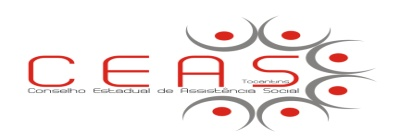 CEAS
Tocantins
Conselho Estadual de Assistência Social